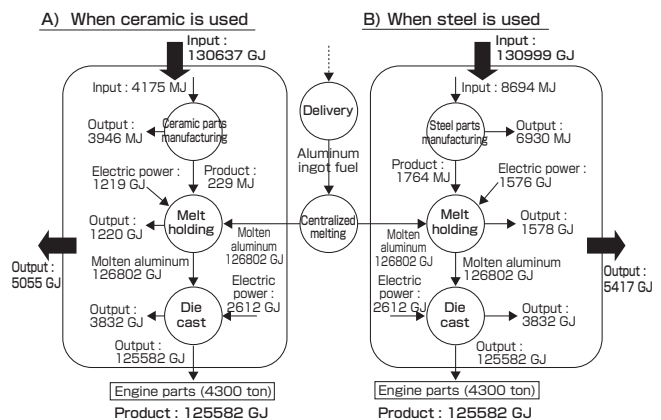 A) When ceramic is used
Input :
130637 GJ
Input : 4175 MJ
Output :
3946 MJ
Ceramic parts
manufacturing
Electric power :
1219 GJ
Product :
229 MJ
Output :
1220 GJ
Melt
holding
Molten
aluminum
126802 GJ
Output :
5055 GJ
Molten aluminum
126802 GJ
Electric
power :
2612 GJ
Output :
3832 GJ
Die
cast
Output :
125582 GJ
Engine parts (4300 ton)
Product : 125582 GJ
Delivery
Aluminum
ingot fuel
Centralized
melting
B) When steel is used
Input :
130999 GJ
Input : 8694 MJ
Steel parts
manufacturing
Output :
6930 MJ
Product :
1764 MJ
Electric power :
1576 GJ
Melt
holding
Output :
1578 GJ
Molten
aluminum
126802 GJ
Molten aluminum
126802 GJ
Output :
5417 GJ
Electric
power :
2612 GJ
Die
cast
Output :
3832 GJ
Output :
125582 GJ
Engine parts (4300 ton)
Product : 125582 GJ